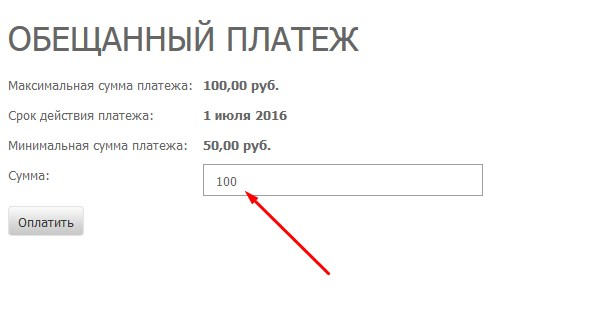 ОБЕЩАННЫЙ ПЛАТЕЖ
Максимальная сумма платежа: 100,00 руб.
Срок действия платежа: 1 июля 2016
Минимальная сумма платежа: 50,00 руб.
Сумма: 100
Оплатить